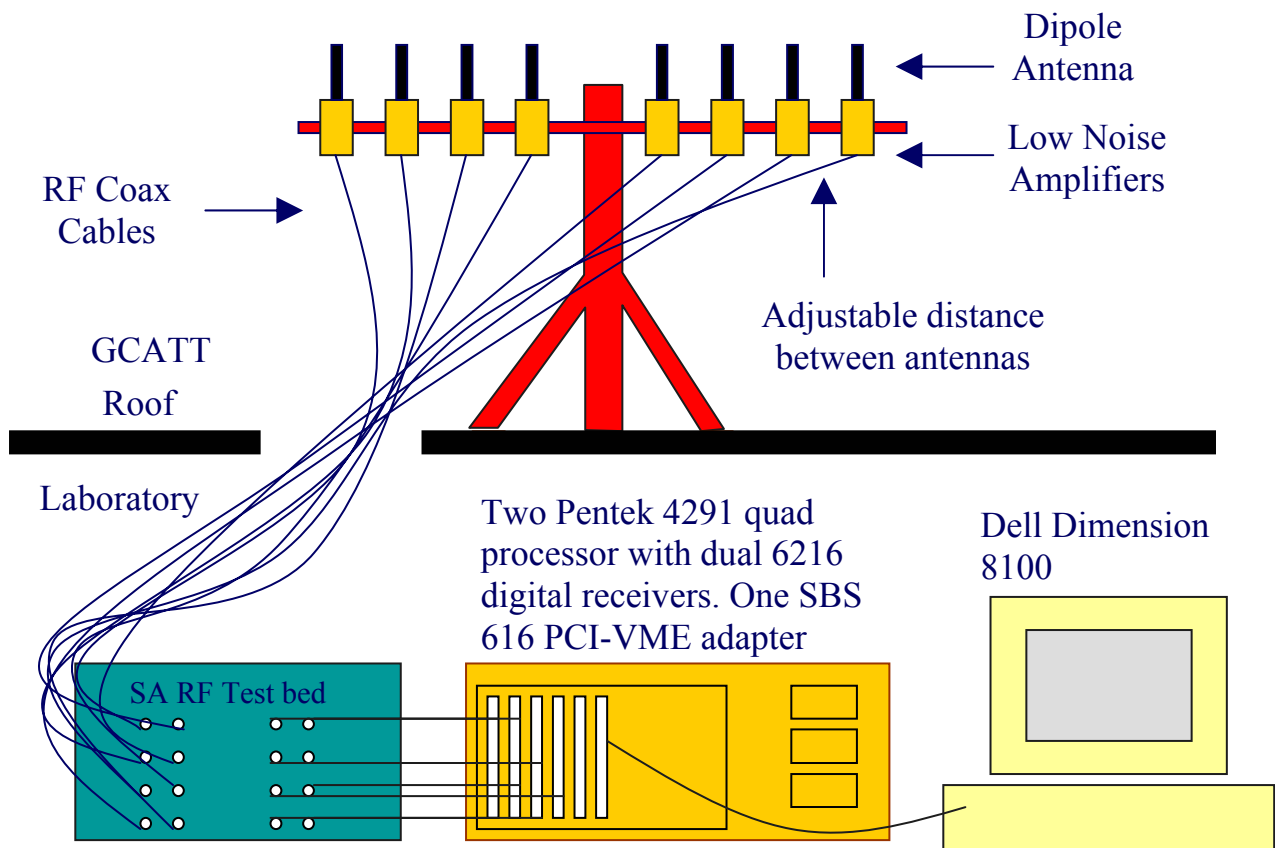 Dipole
Antenna
Low Noise
Amplifiers
RF Coax
Cables
Adjustable distance
between antennas
GCATT
Roof
Laboratory
Two Pentek 4291 quad
processor with dual 6216
digital receivers. One SBS
616 PCI-VME adapter
Dell Dimension
8100
SA RF Test bed